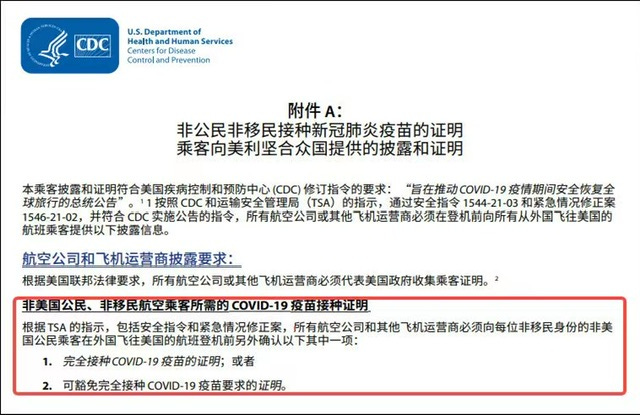 CDC
U.S. Department of
Health and Human Services
Centers for Disease
Control and Prevention
附件 A：
非公民非移民接种新冠肺炎疫苗的证明
乘客向美利坚合众国提供的披露和证明
本乘客披露和证明符合美国疾病控制和预防中心 (CDC) 修订指令的要求：“旨在推动 COVID-19 疫情期间安全恢复全
球旅行的总统公告”。¹ 1 按照 CDC 和运输安全管理局（TSA）的指示，通过安全指令 1544-21-03 和紧急情况修正案
1546-21-02，并符合 CDC 实施公告的指令，所有航空公司或其他飞机运营商必须在登机前向所有从外国飞往美国的
航班乘客提供以下披露信息。
航空公司和飞机运营商披露要求：
根据美国联邦法律要求，所有航空公司或其他飞机运营商必须代表美国政府收集乘客证明。²
非美国公民、非移民航空乘客所需的 COVID-19 疫苗接种证明
根据 TSA 的指示，包括安全指令和紧急情况修正案，所有航空公司和其他飞机运营商必须向每位非移民身份的非美
国公民乘客在外国飞往美国的航班登机前另外确认以下其中一项：
1. 完全接种 COVID-19 疫苗的证明；或者
2. 可豁免完全接种 COVID-19 疫苗要求的证明。